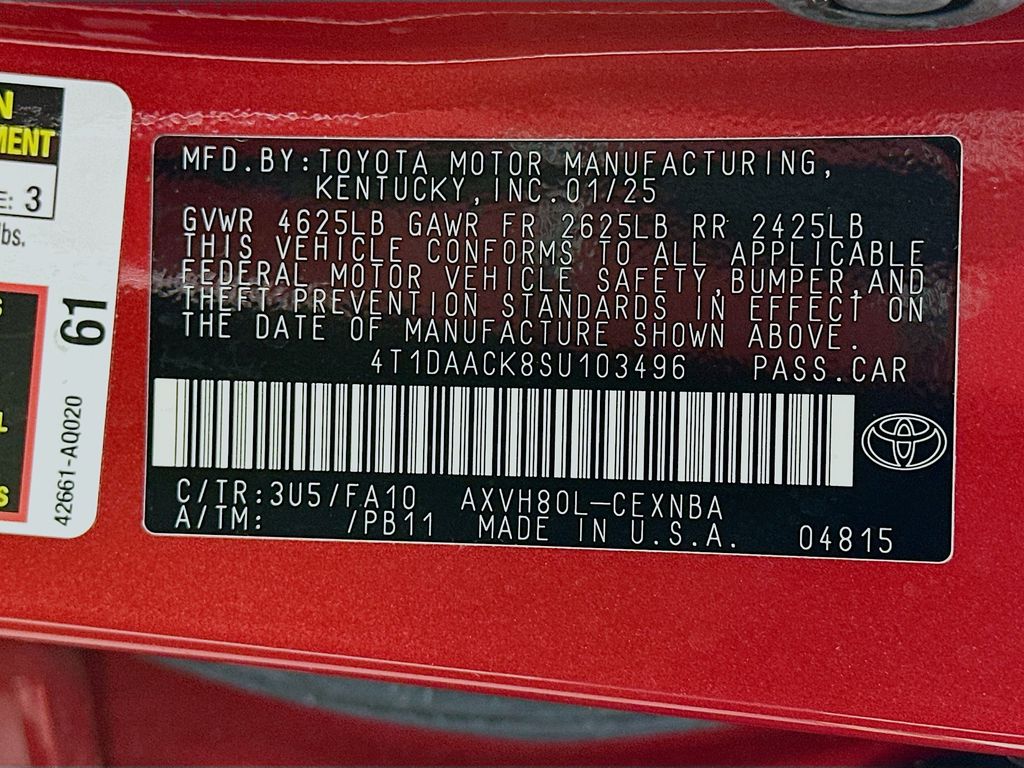 N
MENT
E: 3
lbs.
S
L
S
61
42661-AQ020
MFD.BY:TOYOTA MOTOR MANUFACTURING,
KENTUCKY,INC.01/25
GVWR 4625LB GAWR FR 2625LB RR 2425LB
THIS VEHICLE CONFORMS TO ALL APPLICABLE
FEDERAL MOTOR VEHICLE SAFETY,BUMPER,AND
THEFT PREVENTION STANDARDS IN EFFECT ON
THE DATE OF MANUFACTURE SHOWN ABOVE.
4T1DAACK8SU103496 PASS.CAR
C/TR:3U5/FA10 AXVH80L-CEXNBA
A/TM: /PB11 MADE IN U.S.A. 04815